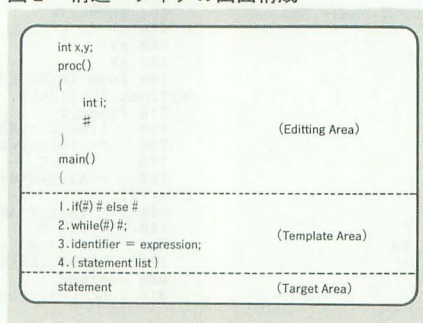 int x,y;
proc()
{
int i;
#
}
main()
{
(Editting Area)
1.if(#) # else #
2.while(#) #;
3.identifier = expression;
4.{statement list}
(Template Area)
statement
(Target Area)